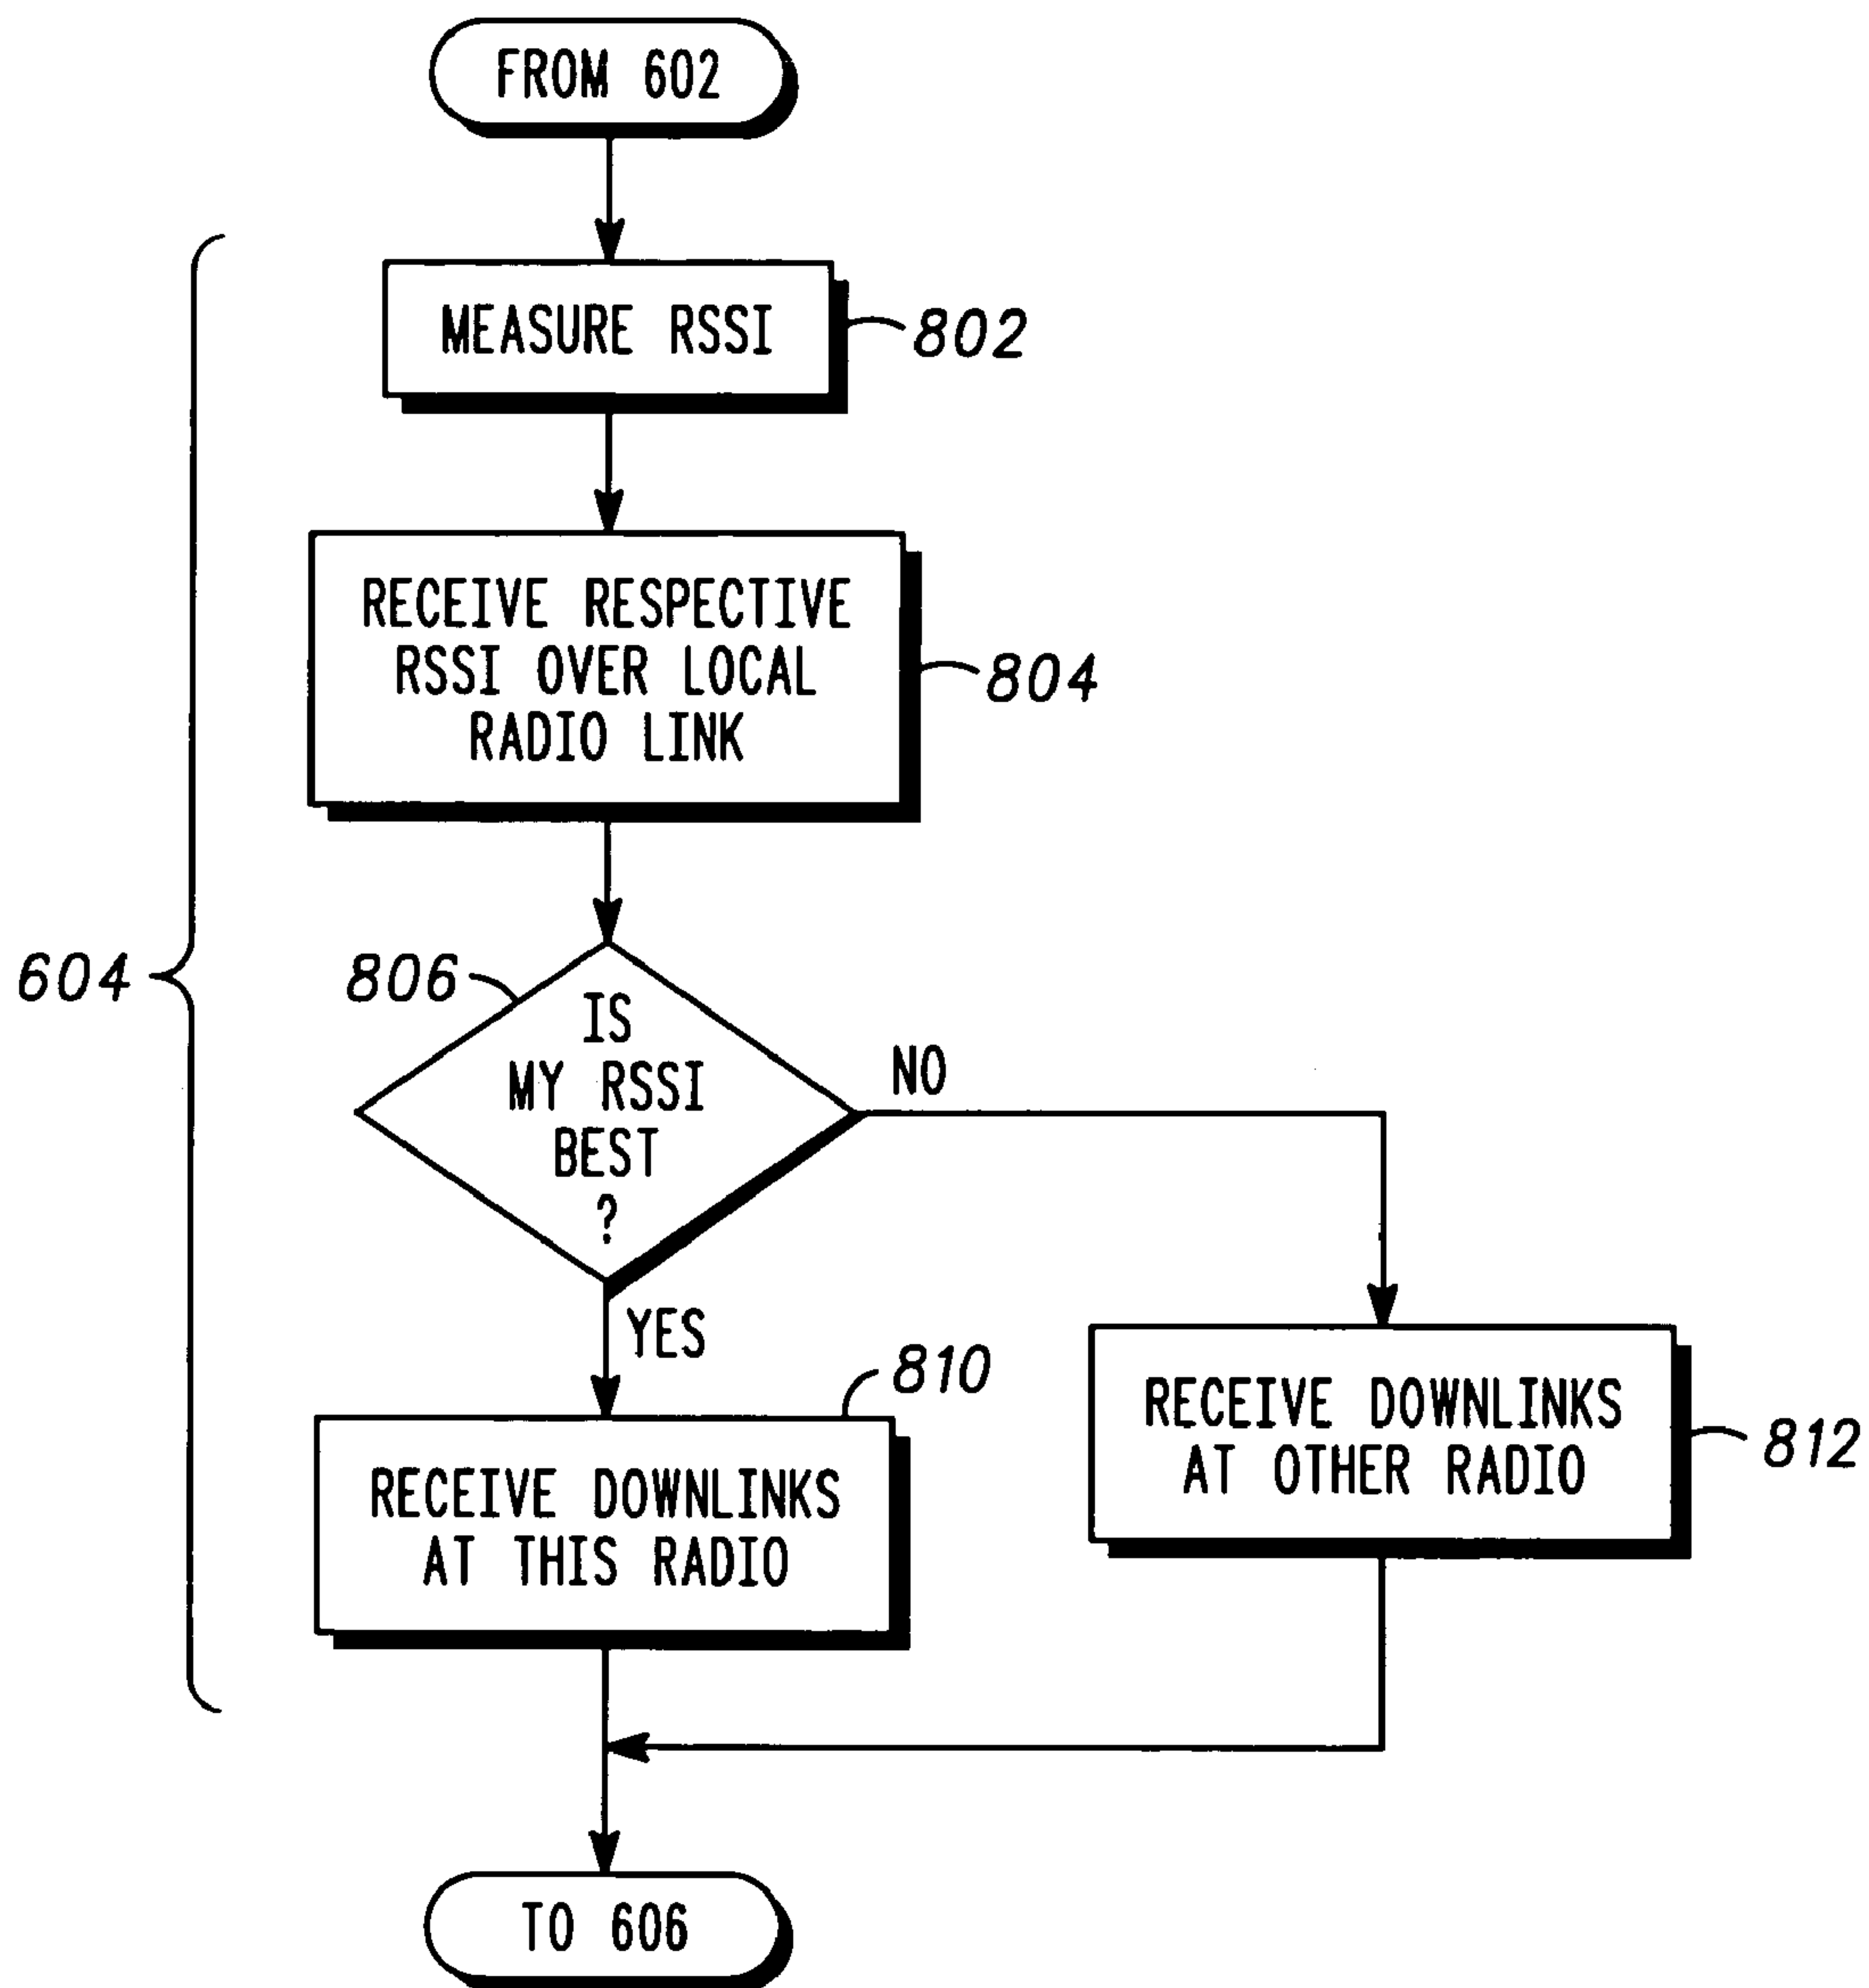 FROM 602
MEASURE RSSI
802
RECEIVE RESPECTIVE
RSSI OVER LOCAL
RADIO LINK
804
604
806
IS
MY RSSI
BEST
?
NO
YES
810
RECEIVE DOWNLINKS
AT THIS RADIO
RECEIVE DOWNLINKS
AT OTHER RADIO
812
TO 606